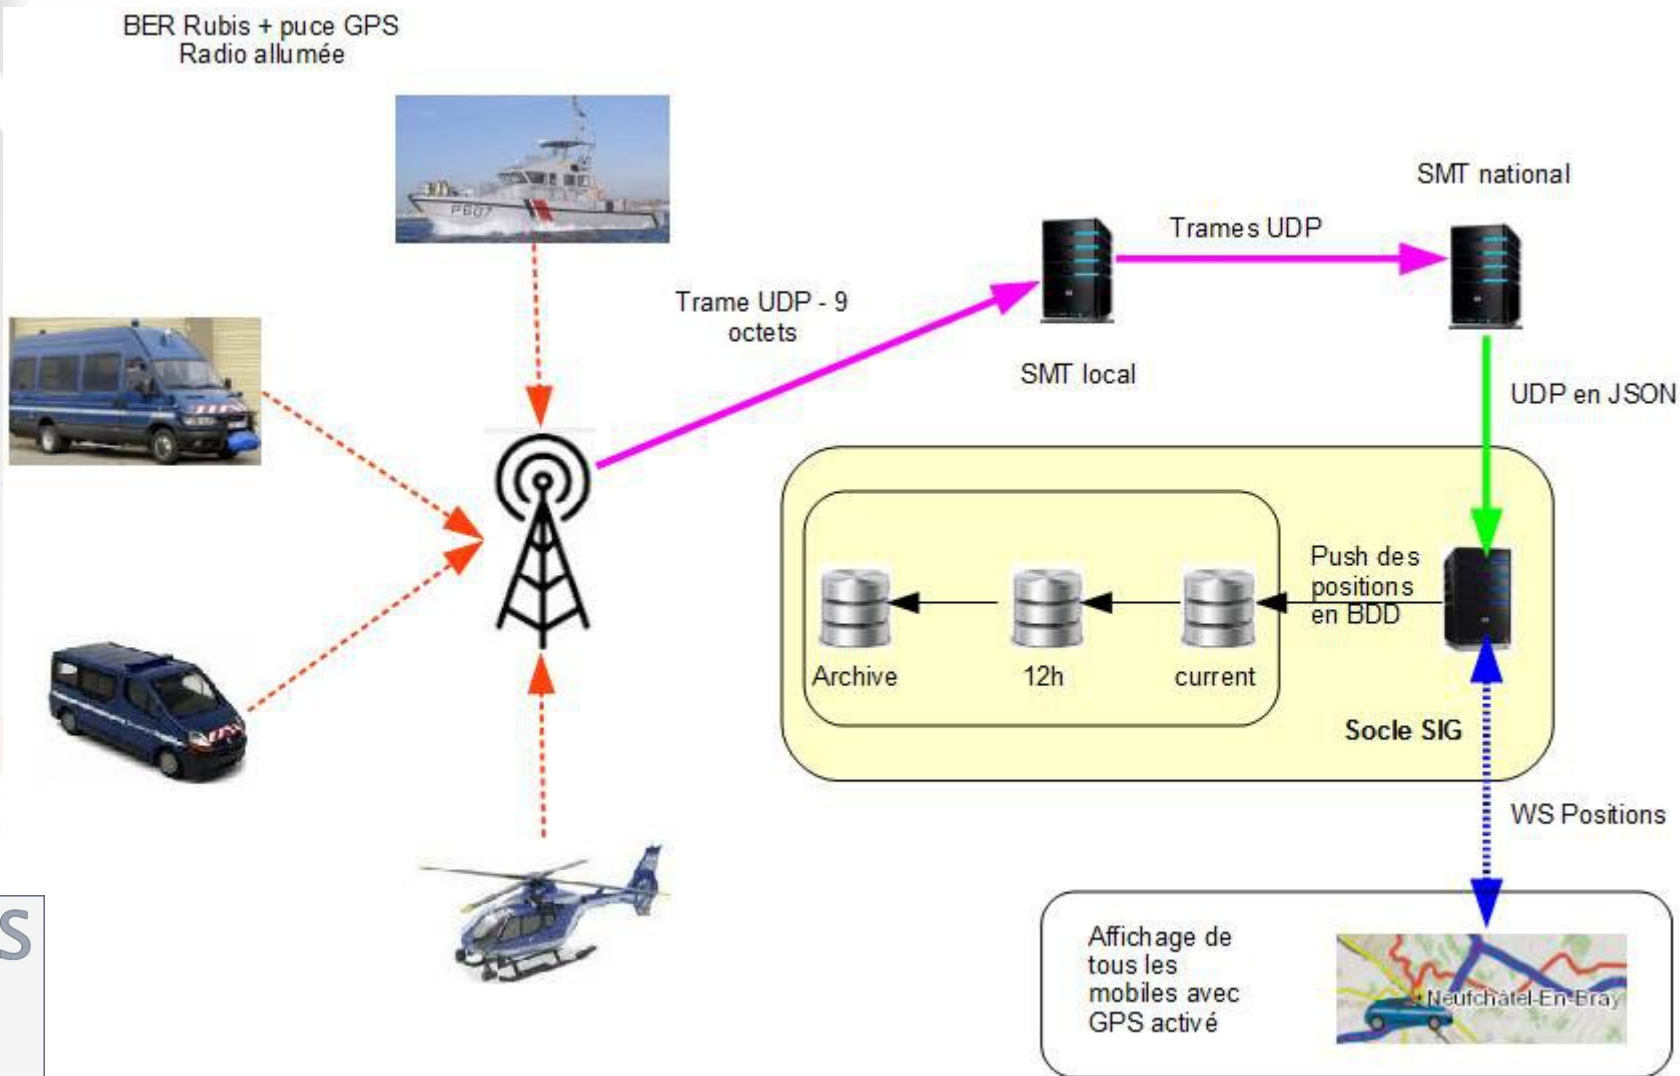 BER Rubis + puce GPS
Radio allumée
P607
SMT national
Trames UDP
Trame UDP - 9
octets
SMT local
UDP en JSON
Push des
positions
en BDD
Archive
12h
current
Socle SIG
WS Positions
S
Affichage de
tous les
mobiles avec
GPS activé
Neufchâtel-En-Bray